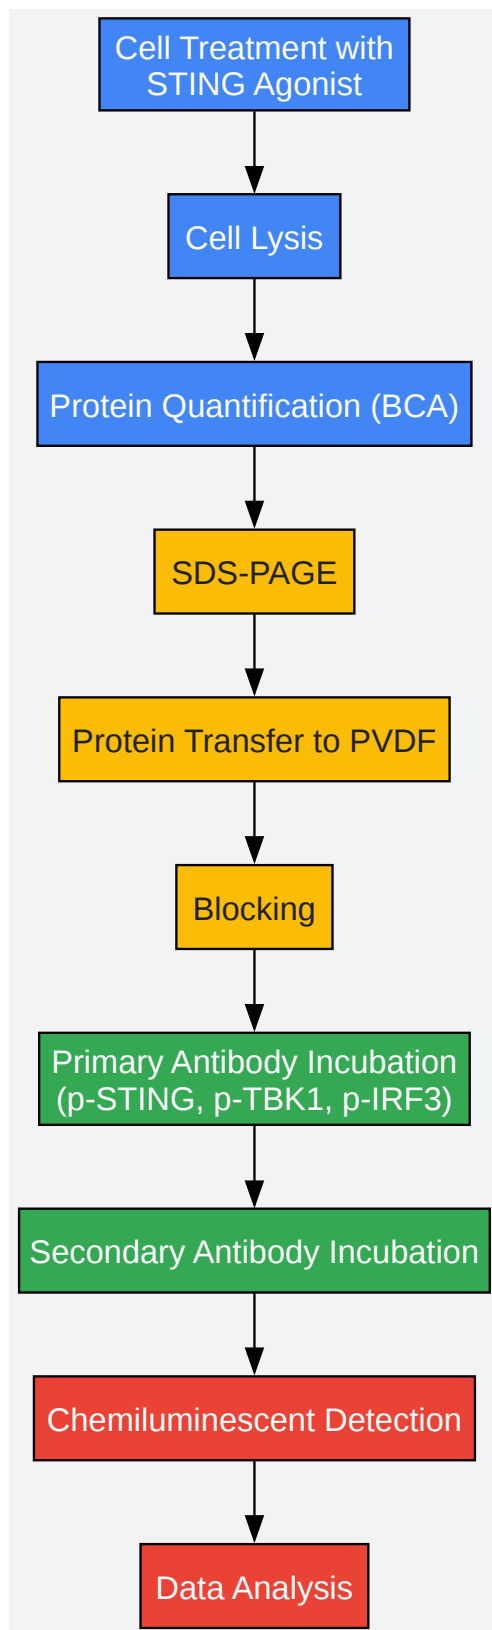 Cell Treatment with
STING Agonist
Cell Lysis
Protein Quantification (BCA)
SDS-PAGE
Protein Transfer to PVDF
Blocking
Primary Antibody Incubation
(p-STING, p-TBK1, p-IRF3)
Secondary Antibody Incubation
Chemiluminescent Detection
Data Analysis